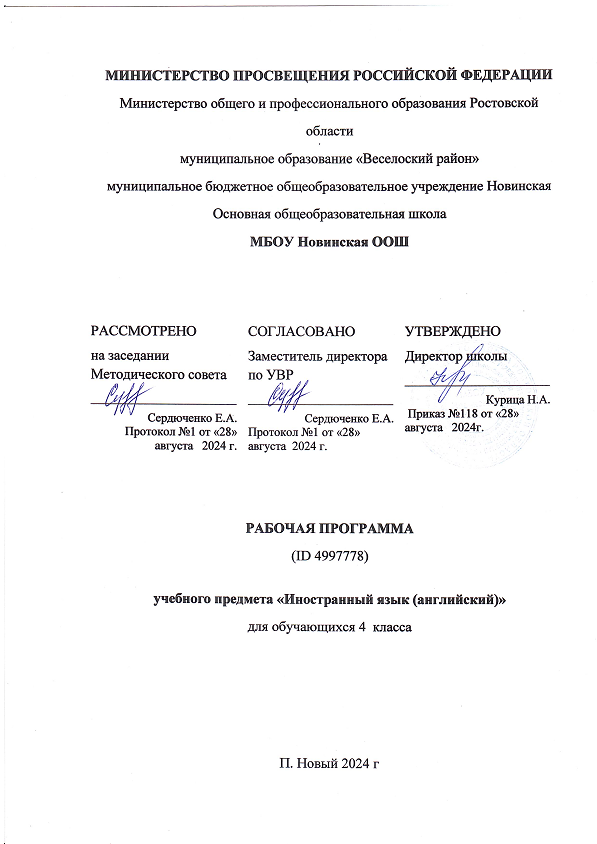 МИНИСТЕРСТВО ПРОСВЕЩЕНИЯ РОССИЙСКОЙ ФЕДЕРАЦИИ
Министерство общего и профессионального образования Ростовской
области
муниципальное образование «Веселоский район»
муниципальное бюджетное общеобразовательное учреждение Новинская
Основная общеобразовательная школа
МБОУ Новинская ООШ
РАССМОТРЕНО
на заседании
Методического совета
Сердюченко Е.А.
Протокол №1 от «28»
августа 2024 г.
СОГЛАСОВАНО
Заместитель директора
по УВР
Сердюченко Е.А.
Протокол №1 от «28»
августа 2024 г.
УТВЕРЖДЕНО
Директор школы
Курица Н.А.
Приказ №118 от «28»
августа 2024г.
РАБОЧАЯ ПРОГРАММА
(ID 4997778)
учебного предмета «Иностранный язык (английский)»
для обучающихся 4 класса
П. Новый 2024 г